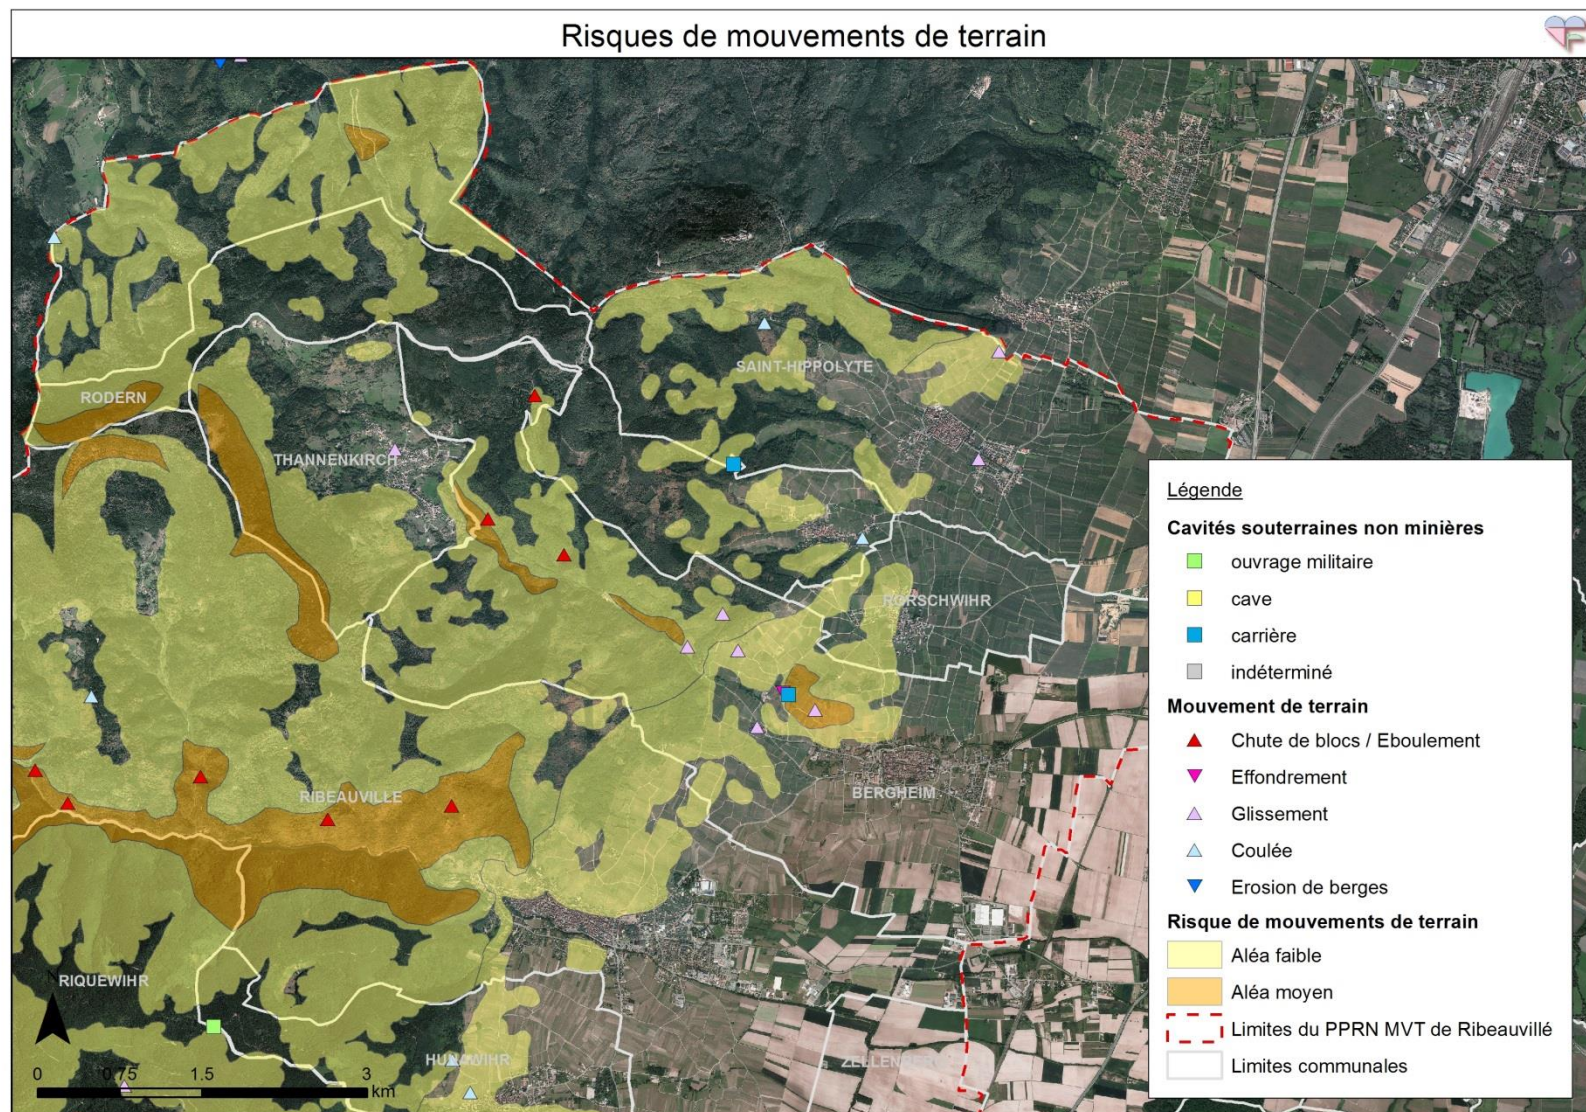 Risques de mouvements de terrain
SAINT-HIPPOLYTE
RODERN
THANNENKIRCH
RORSCHWIHR
RIBEAUVILLE
BERGHEIM
RIQUEWIHR
N
HUNAWIHR
0 0.75 1.5 3
km
Légende
Cavités souterraines non minières
ouvrage militaire
cave
carrière
indéterminé
Mouvement de terrain
Chute de blocs / Eboulement
Effondrement
Glissement
Coulée
Erosion de berges
Risque de mouvements de terrain
Aléa faible
Aléa moyen
Limites du PPRN MVT de Ribeauvillé
Limites communales